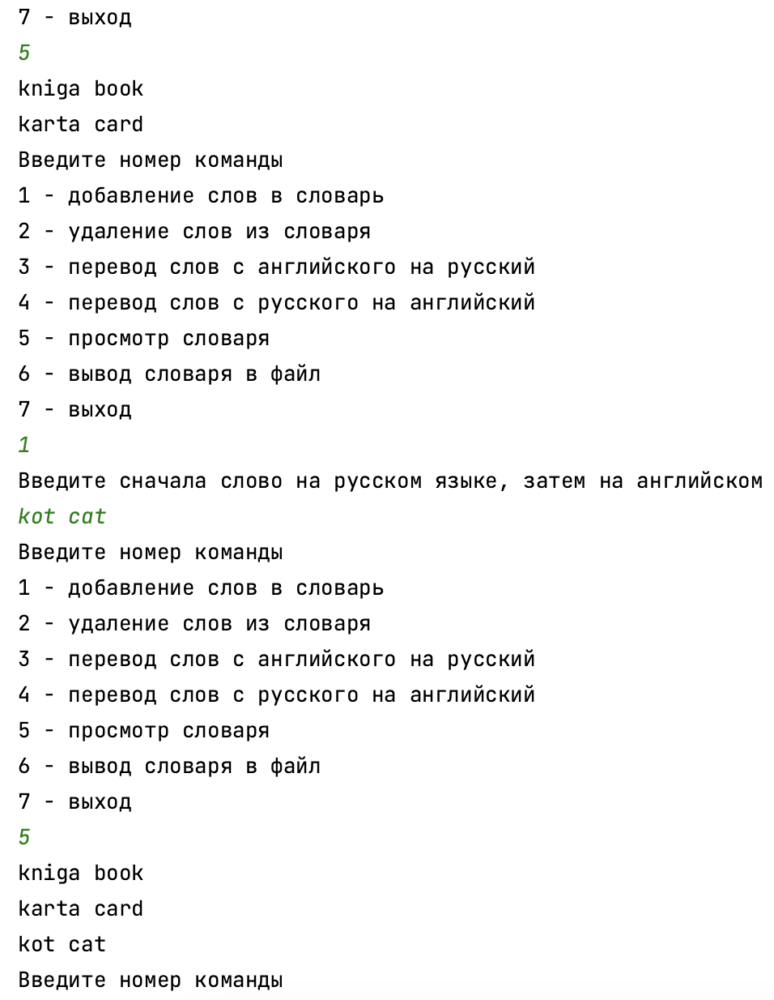 7 - выход
5
kniga book
karta card
Введите номер команды
1 - добавление слов в словарь
2 - удаление слов из словаря
3 - перевод слов с английского на русский
4 - перевод слов с русского на английский
5 - просмотр словаря
6 - вывод словаря в файл
7 - выход
1
Введите сначала слово на русском языке, затем на английском
kot cat
Введите номер команды
1 - добавление слов в словарь
2 - удаление слов из словаря
3 - перевод слов с английского на русский
4 - перевод слов с русского на английский
5 - просмотр словаря
6 - вывод словаря в файл
7 - выход
5
kniga book
karta card
kot cat
Введите номер команды